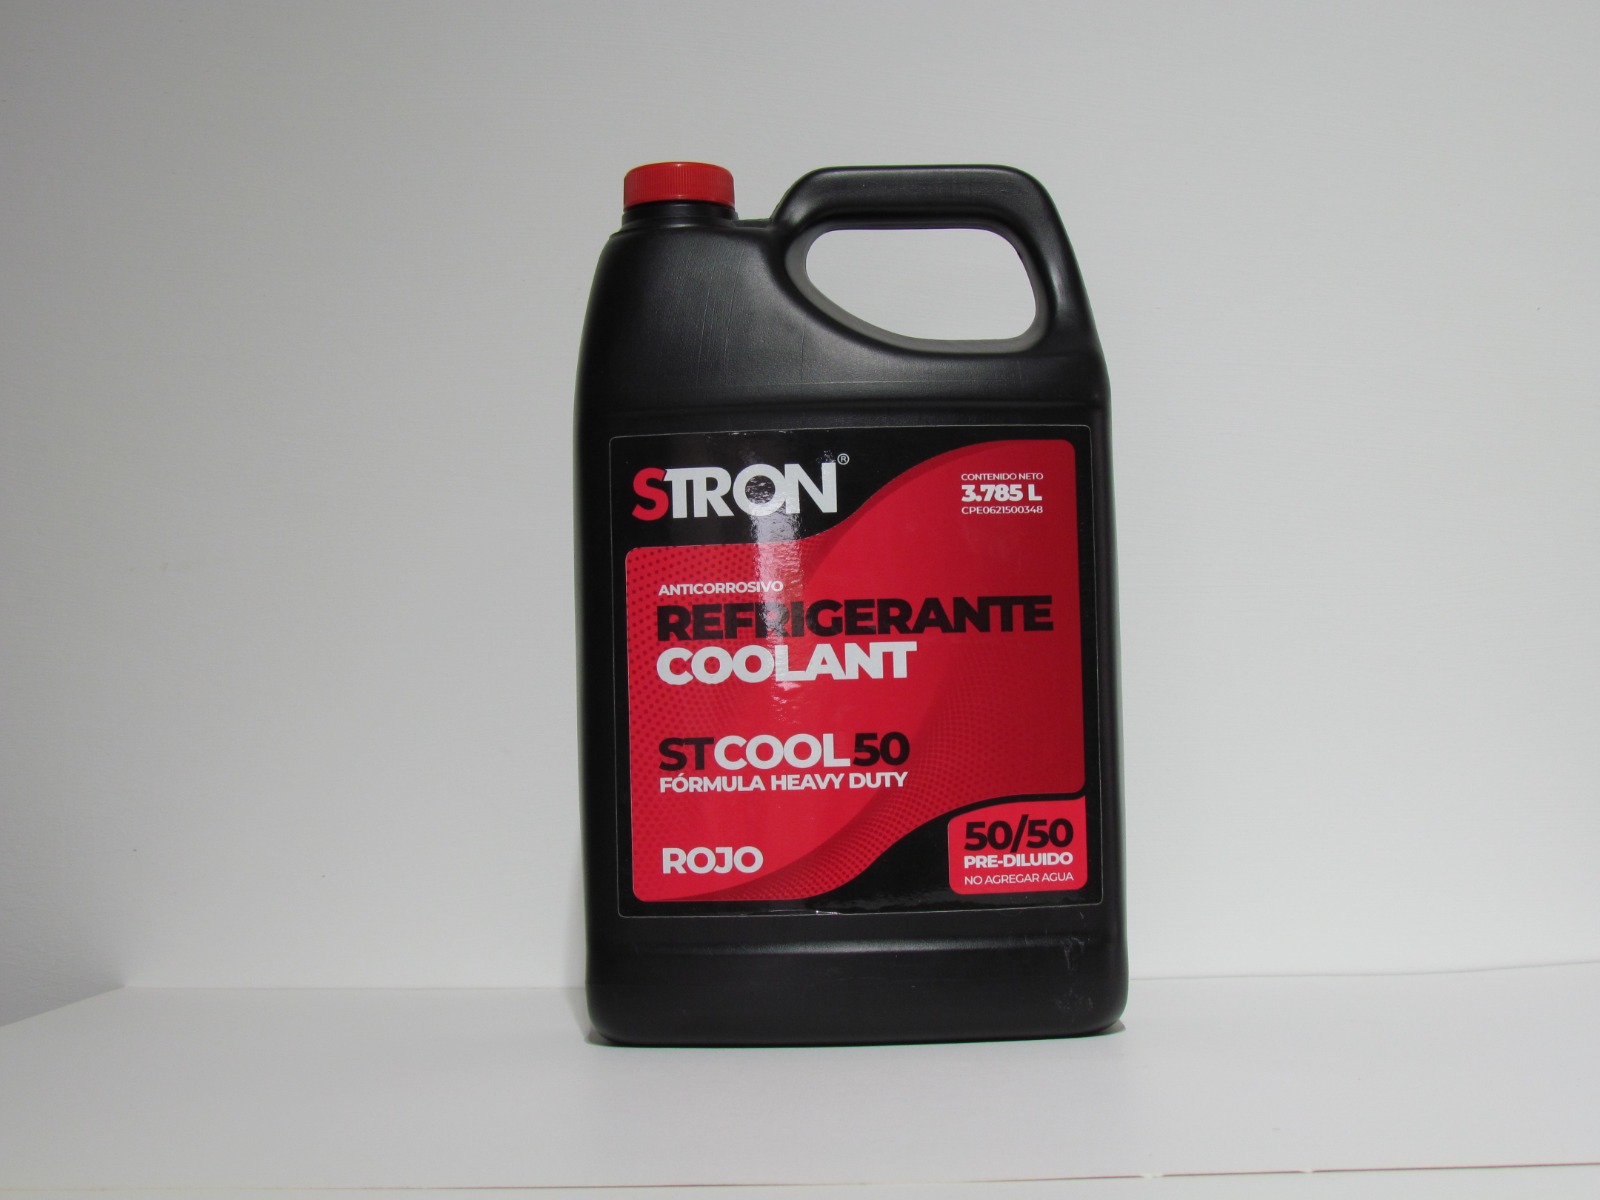 STRON®
CONTENIDO NETO
3.785 L
CPE0621500348
ANTICORROSIVO
REFRIGERANTE
COOLANT
STCOOL50
FÓRMULA HEAVY DUTY
ROJO
50/50
PRE-DILUIDO
NO AGREGAR AGUA